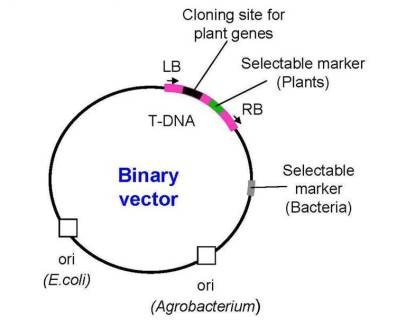 Cloning site for
plant genes
LB
Selectable marker
(Plants)
RB
T-DNA
Binary
vector
Selectable
marker
(Bacteria)
ori
(E.coli)
ori
(Agrobacterium)